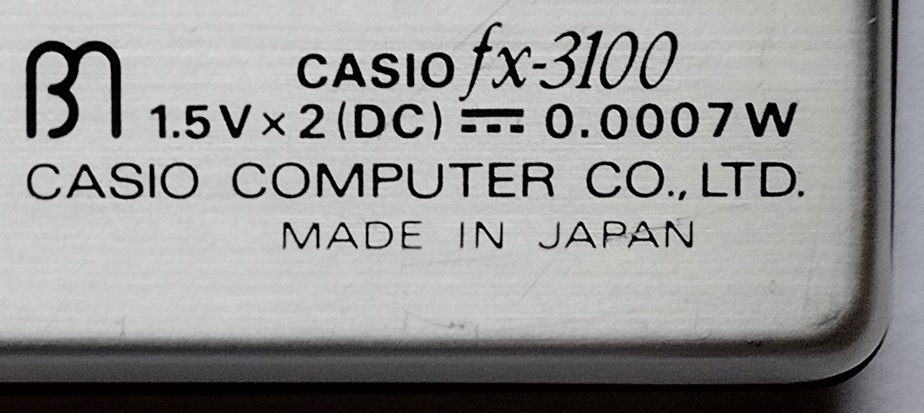 CASIO fx-3100
1.5V×2(DC) ⎓ 0.0007W
CASIO COMPUTER CO., LTD.
MADE IN JAPAN